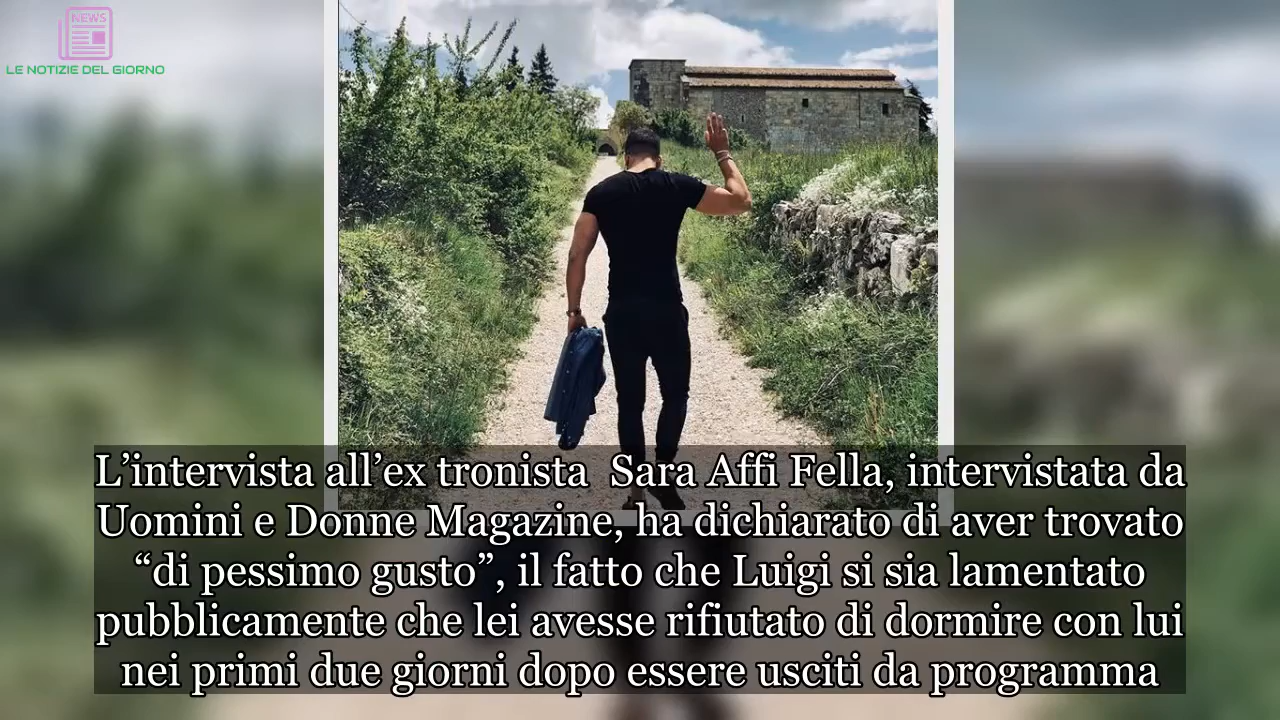 NEWS
LE NOTIZIE DEL GIORNO
L’intervista all’ex tronista  Sara Affi Fella, intervistata da
Uomini e Donne Magazine, ha dichiarato di aver trovato
“di pessimo gusto”, il fatto che Luigi si sia lamentato
pubblicamente che lei avesse rifiutato di dormire con lui
nei primi due giorni dopo essere usciti da programma